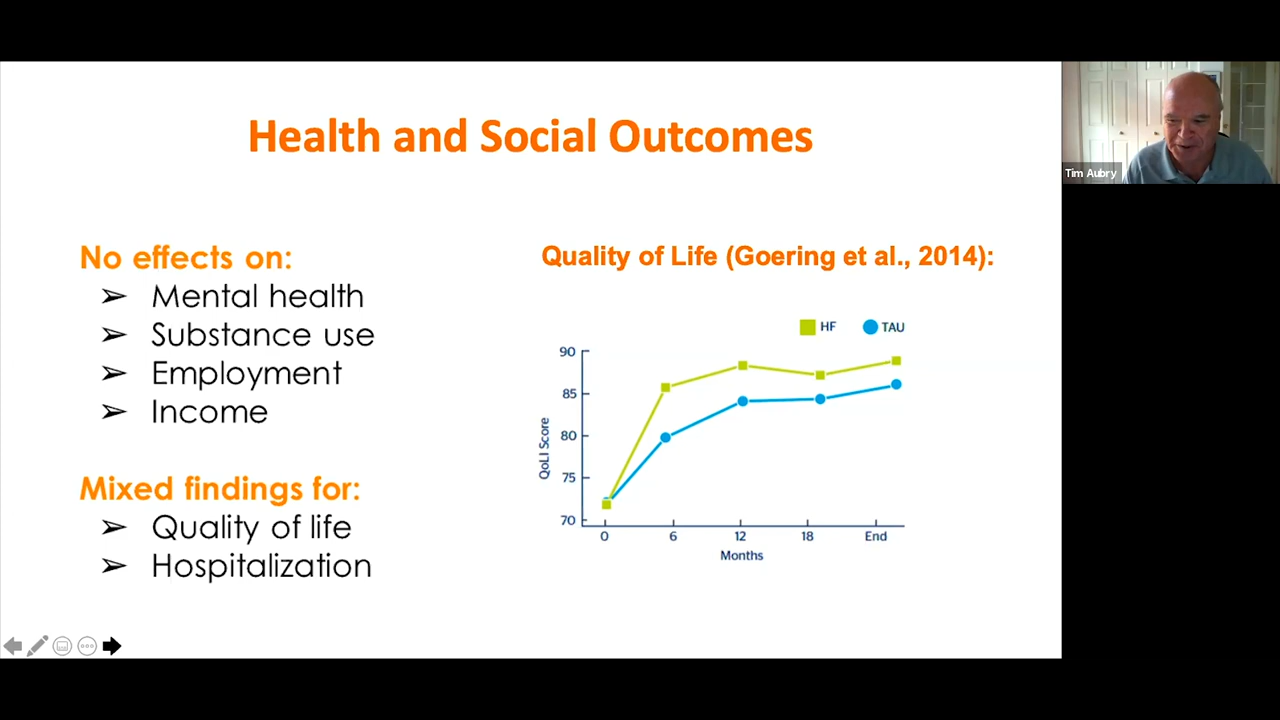 Health and Social Outcomes
No effects on:
➢ Mental health
➢ Substance use
➢ Employment
➢ Income
Mixed findings for:
➢ Quality of life
➢ Hospitalization
Quality of Life (Goering et al., 2014):
HF TAU
90
85
80
75
70
QoLI Score
0 6 12 18 End
Months
Tim Aubry